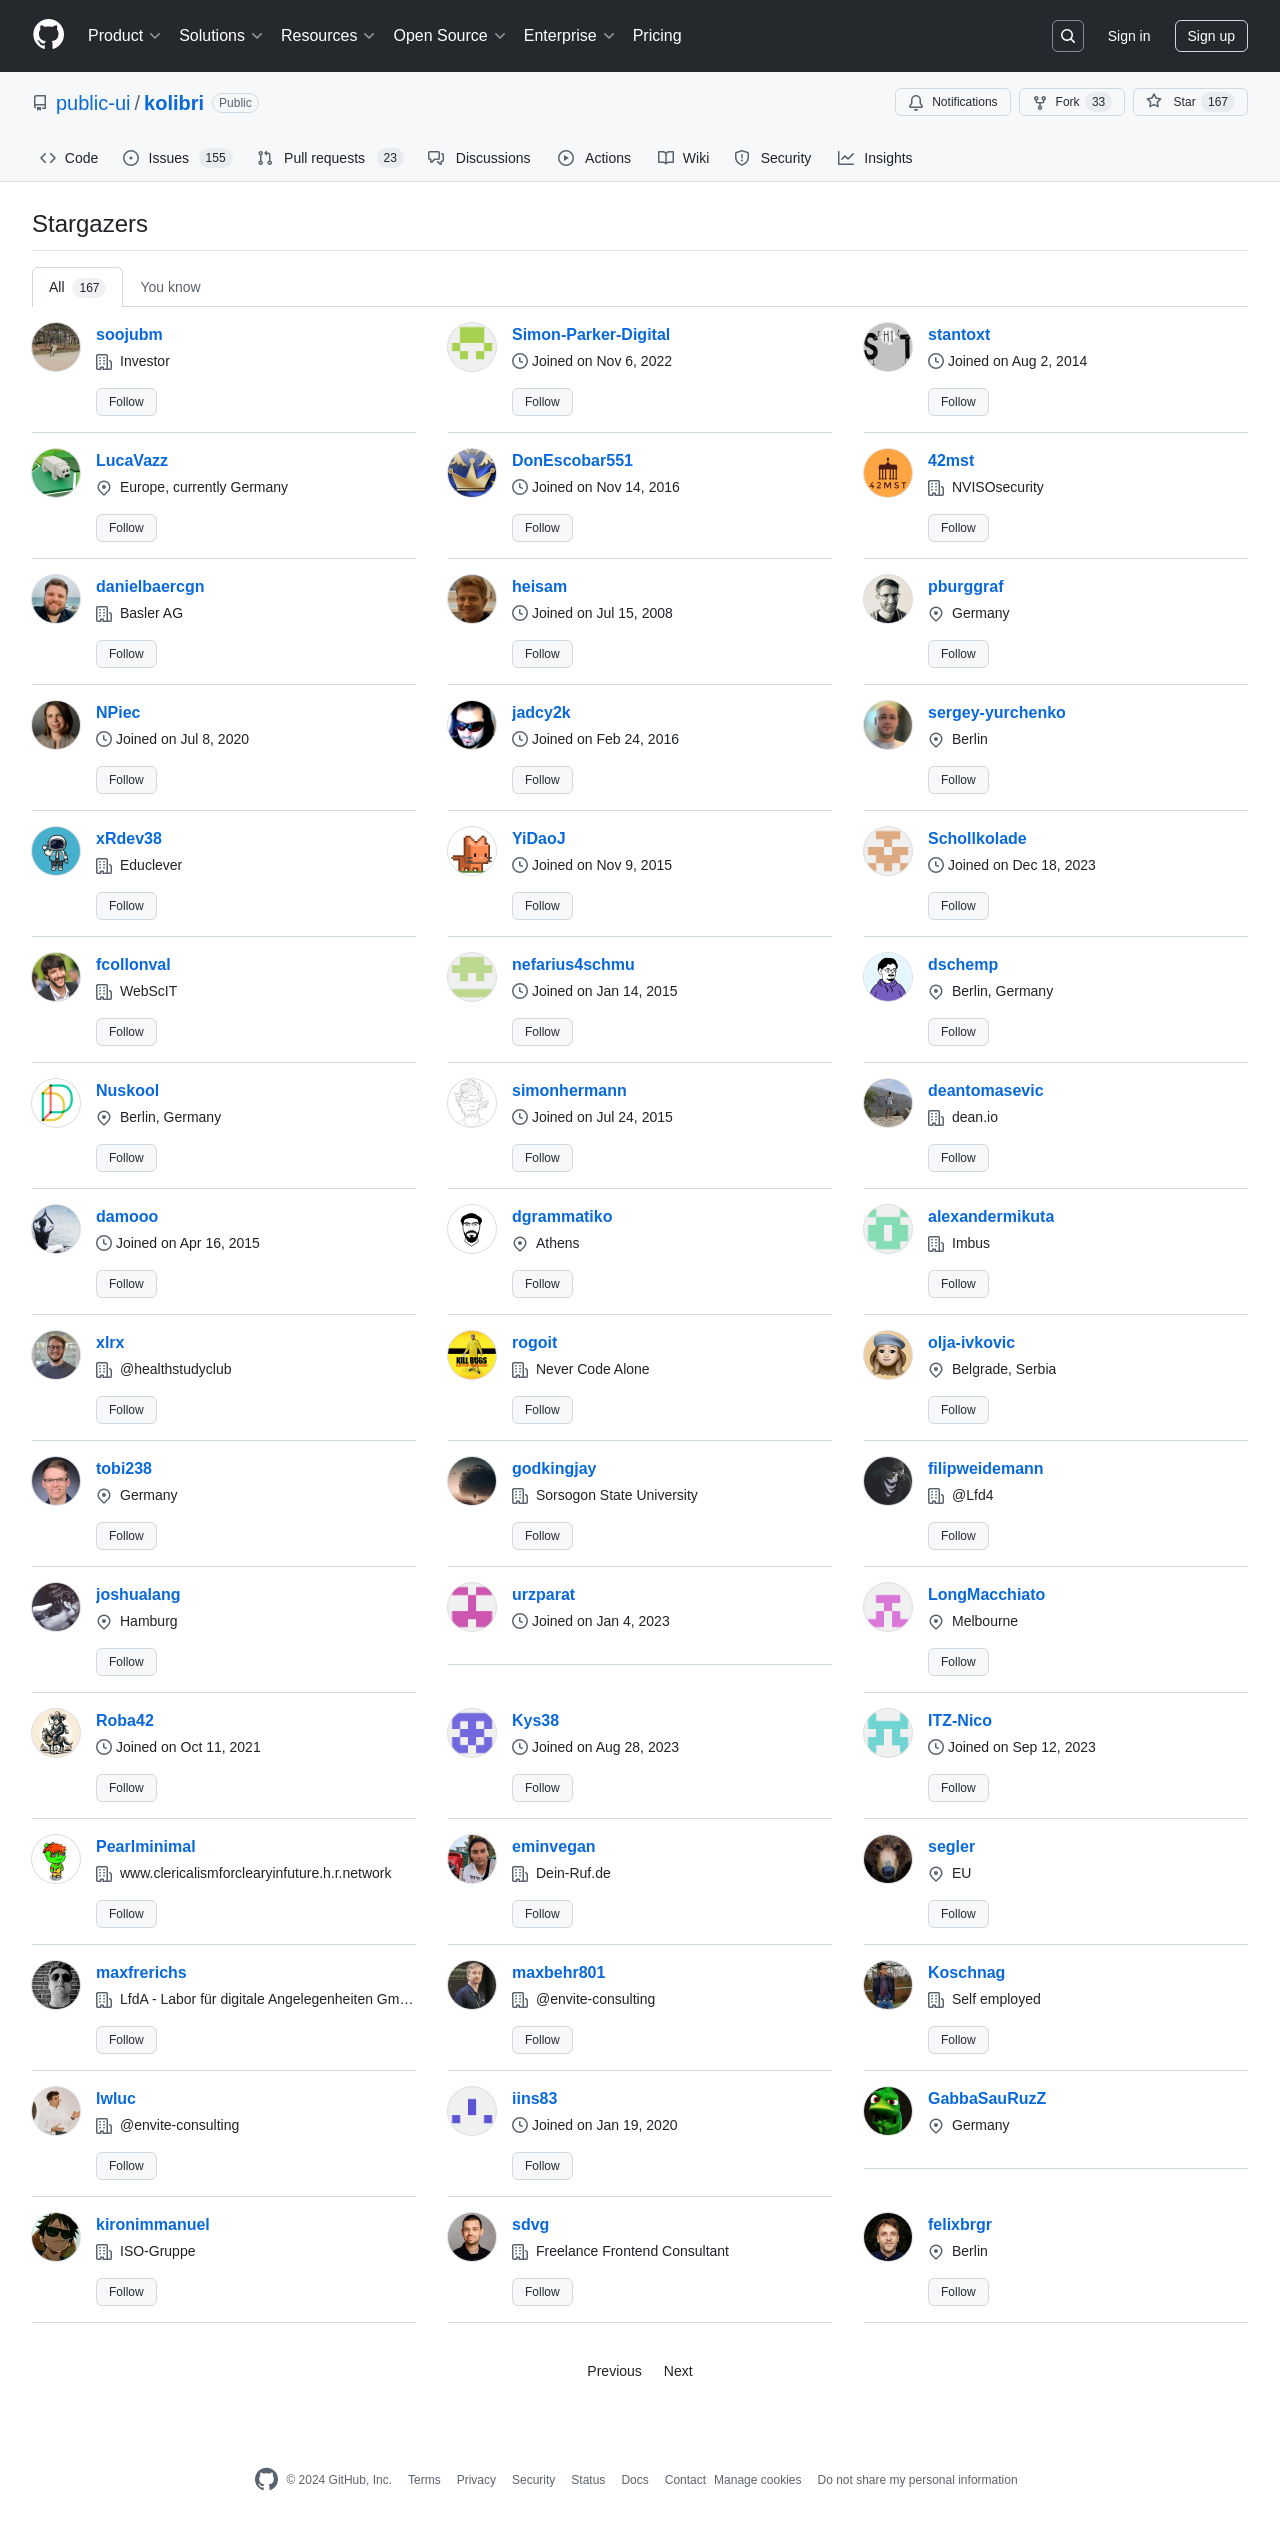 Product Solutions Resources Open Source Enterprise Pricing Sign in Sign up
public-ui / kolibri Public Notifications Fork 33 Star 167
Code Issues 155 Pull requests 23 Discussions Actions Wiki Security Insights
Stargazers
All 167 You know
soojubm Simon-Parker-Digital stantoxt
Investor Joined on Nov 6, 2022 Joined on Aug 2, 2014
Follow Follow Follow
LucaVazz DonEscobar551 42mst
Europe, currently Germany Joined on Nov 14, 2016 NVISOsecurity
Follow Follow Follow
danielbaercgn heisam pburggraf
Basler AG Joined on Jul 15, 2008 Germany
Follow Follow Follow
NPiec jadcy2k sergey-yurchenko
Joined on Jul 8, 2020 Joined on Feb 24, 2016 Berlin
Follow Follow Follow
xRdev38 YiDaoJ Schollkolade
Educlever Joined on Nov 9, 2015 Joined on Dec 18, 2023
Follow Follow Follow
fcollonval nefarius4schmu dschemp
WebScIT Joined on Jan 14, 2015 Berlin, Germany
Follow Follow Follow
Nuskool simonhermann deantomasevic
Berlin, Germany Joined on Jul 24, 2015 dean.io
Follow Follow Follow
damooo dgrammatiko alexandermikuta
Joined on Apr 16, 2015 Athens Imbus
Follow Follow Follow
xlrx rogoit olja-ivkovic
@healthstudyclub Never Code Alone Belgrade, Serbia
Follow Follow Follow
tobi238 godkingjay filipweidemann
Germany Sorsogon State University @Lfd4
Follow Follow Follow
joshualang urzparat LongMacchiato
Hamburg Joined on Jan 4, 2023 Melbourne
Follow Follow
Roba42 Kys38 ITZ-Nico
Joined on Oct 11, 2021 Joined on Aug 28, 2023 Joined on Sep 12, 2023
Follow Follow Follow
Pearlminimal eminvegan segler
www.clericalismforclearyinfuture.h.r.network Dein-Ruf.de EU
Follow Follow Follow
maxfrerichs maxbehr801 Koschnag
LfdA - Labor für digitale Angelegenheiten Gm… @envite-consulting Self employed
Follow Follow Follow
lwluc iins83 GabbaSauRuzZ
@envite-consulting Joined on Jan 19, 2020 Germany
Follow Follow
kironimmanuel sdvg felixbrgr
ISO-Gruppe Freelance Frontend Consultant Berlin
Follow Follow Follow
Previous Next
© 2024 GitHub, Inc. Terms Privacy Security Status Docs Contact Manage cookies Do not share my personal information